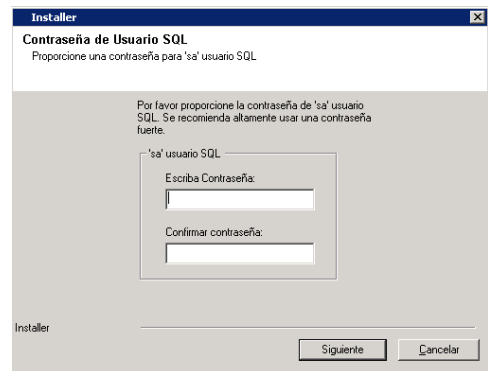 Installer
Contraseña de Usuario SQL
Proporcione una contraseña para 'sa' usuario SQL
Por favor proporcione la contraseña de 'sa' usuario
SQL. Se recomienda altamente usar una contraseña
fuerte.
'sa' usuario SQL
Escriba Contraseña:
Confirmar contraseña:
Installer
Siguiente
Cancelar